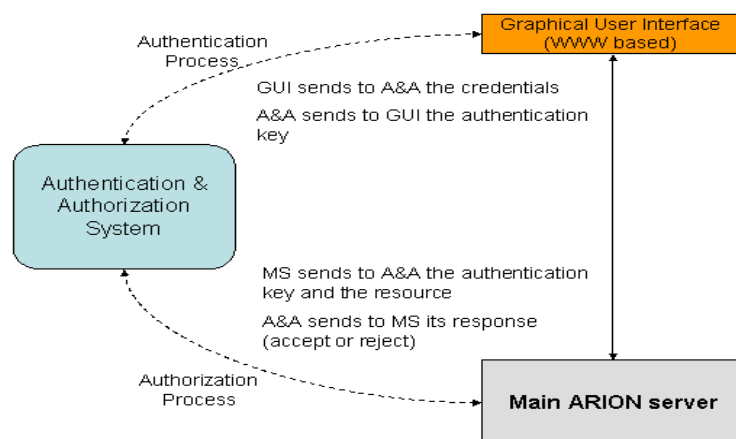 Authentication
Process
Graphical User Interface
(WWW based)
GUI sends to A&A the credentials
A&A sends to GUI the authentication
key
Authentication &
Authorization
System
MS sends to A&A the authentication
key and the resource
A&A sends to MS its response
(accept or reject)
Authorization
Process
Main ARION server